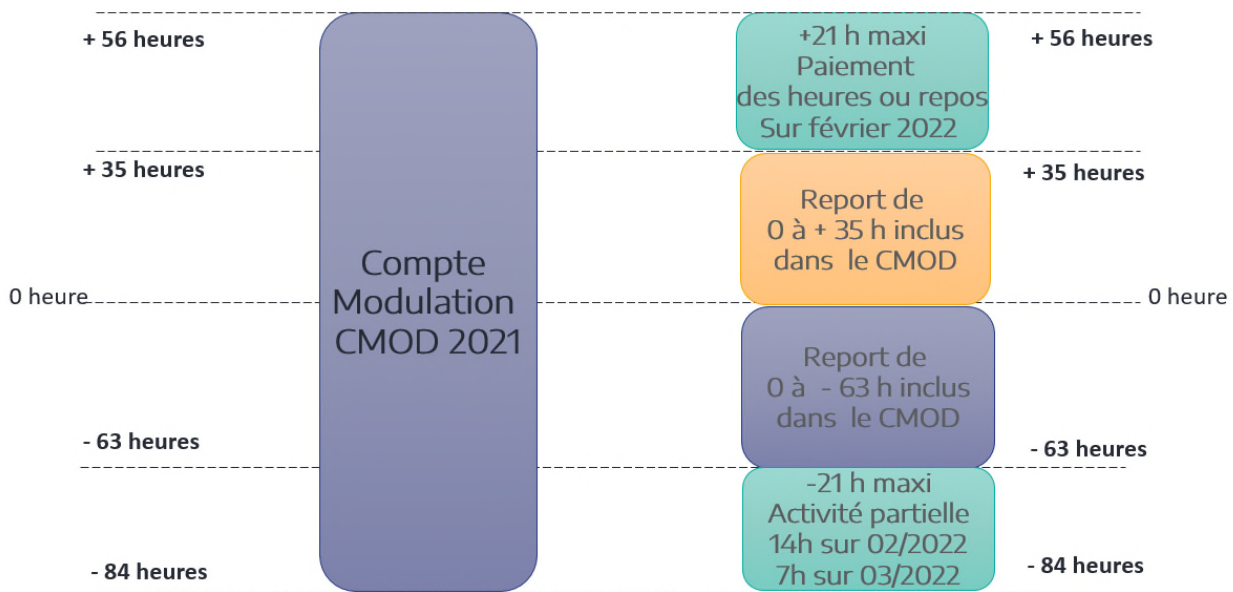 + 56 heures
+21 h maxi
Paiement
des heures ou repos
Sur février 2022
+ 56 heures
+ 35 heures
+ 35 heures
Report de
0 à + 35 h inclus
dans le CMOD
Compte
Modulation
CMOD 2021
0 heure
0 heure
Report de
0 à - 63 h inclus
dans le CMOD
- 63 heures
- 63 heures
-21 h maxi
Activité partielle
14h sur 02/2022
7h sur 03/2022
- 84 heures
- 84 heures